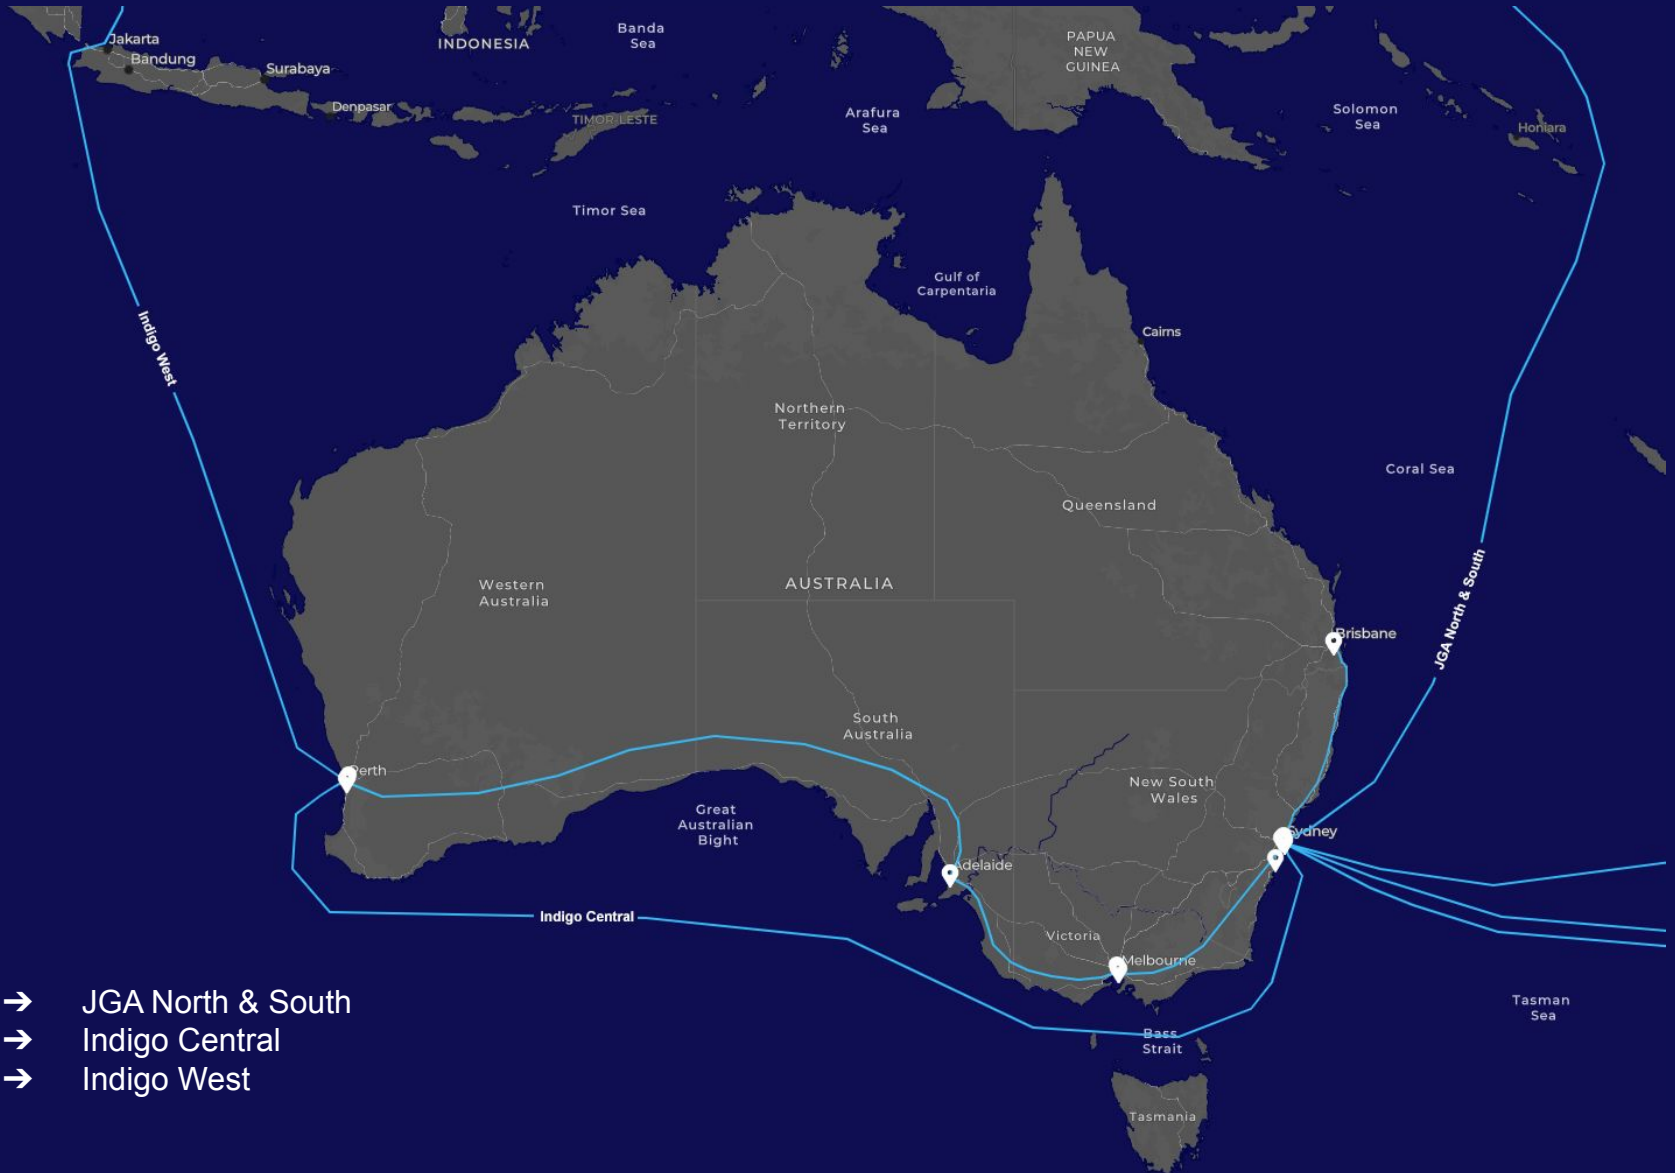 Jakarta
Bandung
Surabaya
Denpasar
INDONESIA
Banda
Sea
TIMOR-LESTE
Arafura
Sea
PAPUA
NEW
GUINEA
Solomon
Sea
Honiara
Timor Sea
Gulf of
Carpentaria
Cairns
Indigo West
Northern
Territory
Coral Sea
Queensland
JGA North & South
Western
Australia
AUSTRALIA
Brisbane
South
Australia
Perth
New South
Wales
Great
Australian
Bight
Sydney
Adelaide
Indigo Central
Victoria
Melbourne
Tasman
Sea
Bass
Strait
Tasmania
➔ JGA North & South
➔ Indigo Central
➔ Indigo West